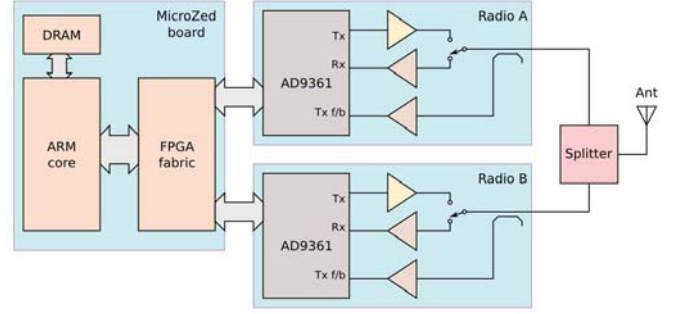 MicroZed
board
DRAM
ARM
core
FPGA
fabric
Radio A
AD9361
Tx
Rx
Tx f/b
Radio B
AD9361
Tx
Rx
Tx f/b
Splitter
Ant